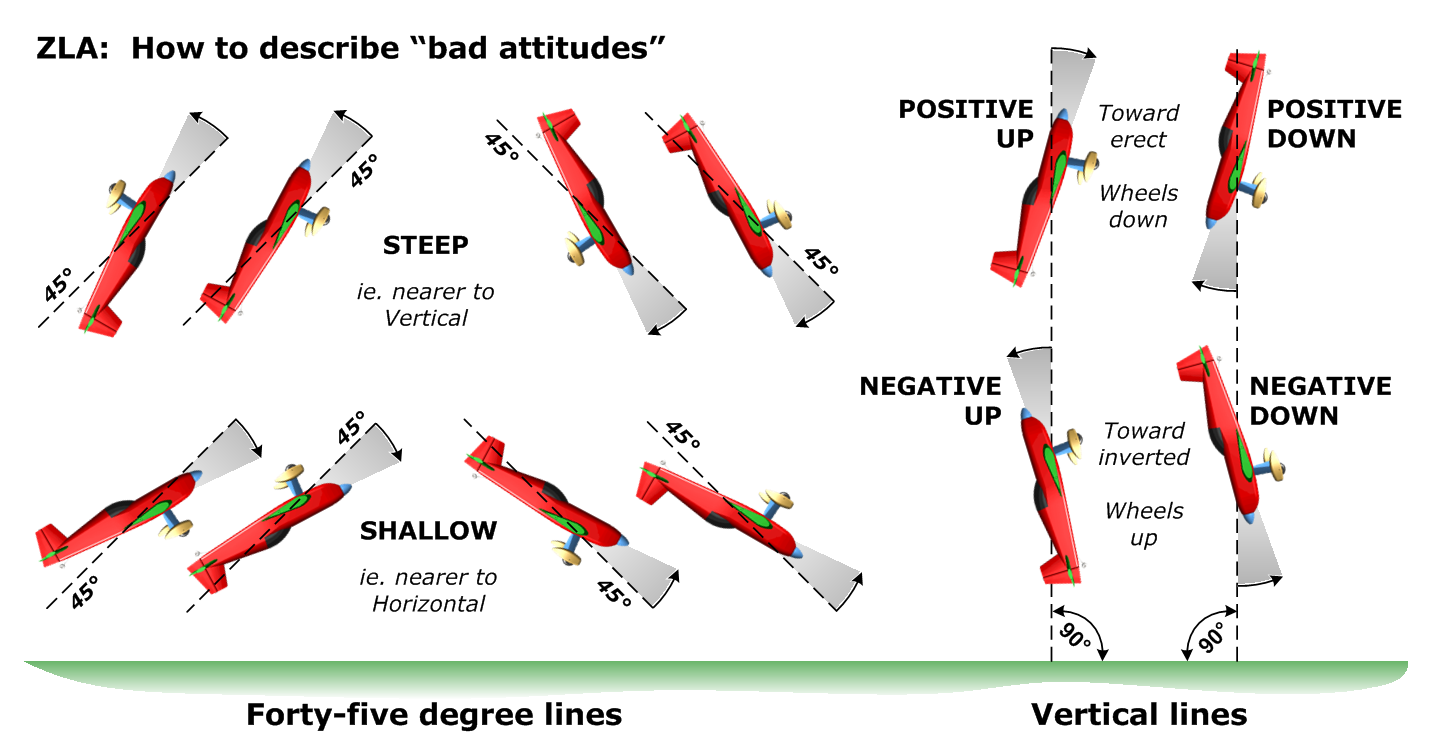 ZLA:  How to describe “bad attitudes”
45°
45°
45°
45°
STEEP
ie. nearer to
Vertical
45°
45°
45°
45°
SHALLOW
ie. nearer to
Horizontal
Forty-five degree lines
POSITIVE
UP
Toward
erect
Wheels
down
POSITIVE
DOWN
NEGATIVE
UP
Toward
inverted
Wheels
up
NEGATIVE
DOWN
90°
90°
Vertical lines